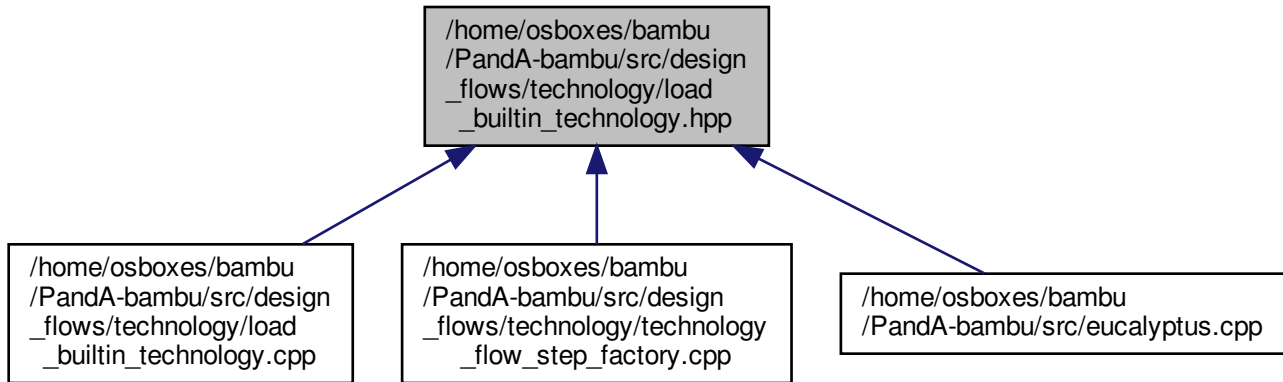 /home/osboxes/bambu
/PandA-bambu/src/design
_flows/technology/load
_builtin_technology.hpp
/home/osboxes/bambu
/PandA-bambu/src/design
_flows/technology/load
_builtin_technology.cpp
/home/osboxes/bambu
/PandA-bambu/src/design
_flows/technology/technology
_flow_step_factory.cpp
/home/osboxes/bambu
/PandA-bambu/src/eucalyptus.cpp